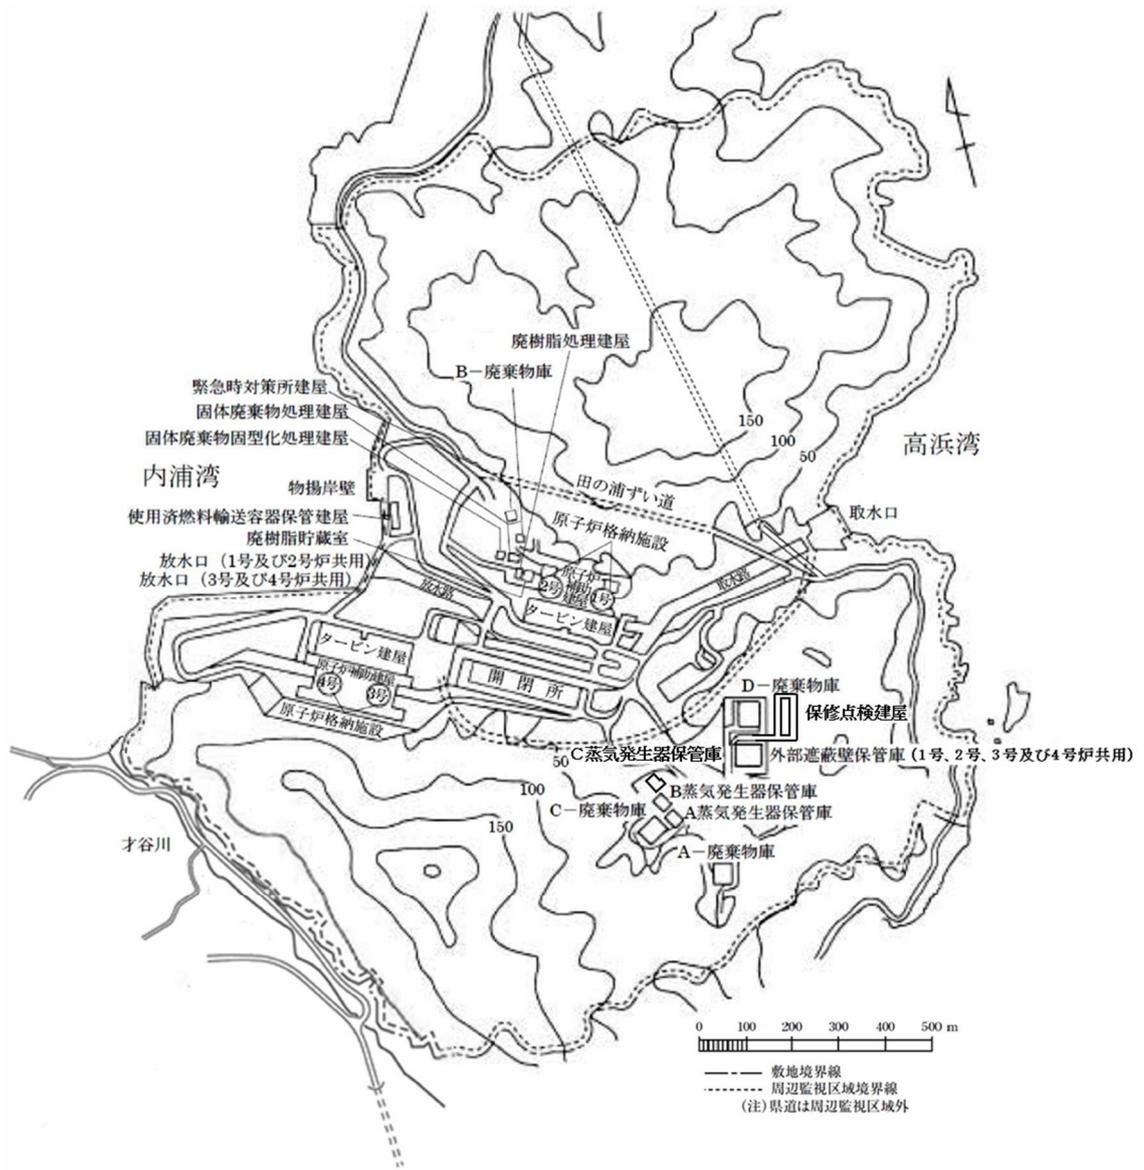 廃樹脂処理建屋
B－廃棄物庫
緊急時対策所建屋
固体廃棄物処理建屋
固体廃棄物固型化処理建屋
150
100
50
高浜湾
内浦湾
物揚岸壁
田の浦ずい道
使用済燃料輸送容器保管建屋
原子炉格納施設
取水口
廃樹脂貯蔵室
放水口（1号及び2号炉共用）
放水口（3号及び4号炉共用）
放水路
原子炉
補助
建屋
2号
1号
取水路
タービン建屋
タービン建屋
原子炉補助建屋
4号
3号
開閉所
原子炉格納施設
D－廃棄物庫
保修点検建屋
C蒸気発生器保管庫
外部遮蔽壁保管庫（1号、2号、3号及び4号炉共用）
50
100
150
B蒸気発生器保管庫
C－廃棄物庫
A蒸気発生器保管庫
A－廃棄物庫
才谷川
0 100 200 300 400 500 m
敷地境界線
周辺監視区域境界線
（注）県道は周辺監視区域外